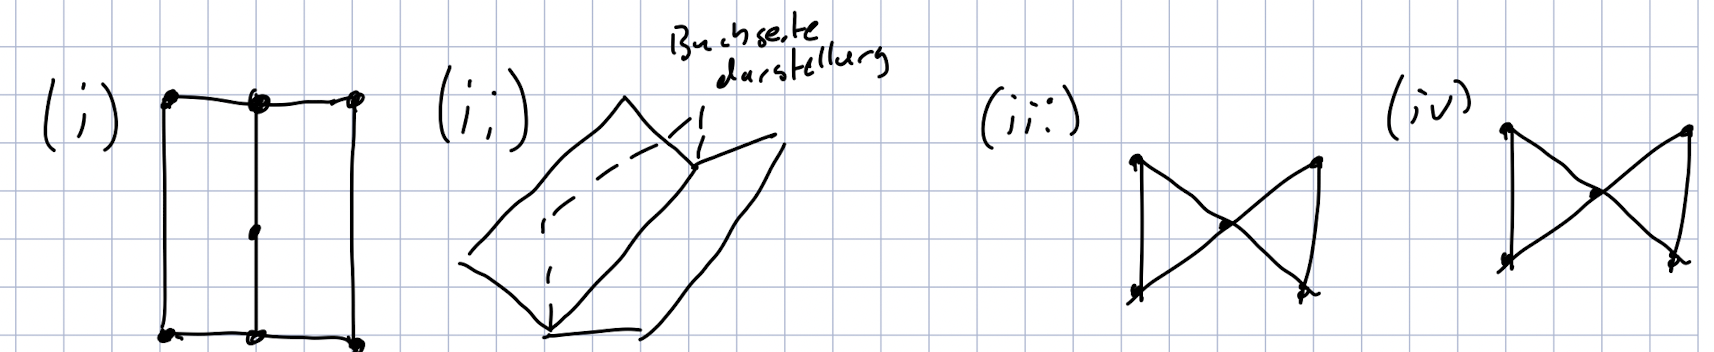 Buchseite
darstellung
(i)
(ii)
(iii)
(iv)